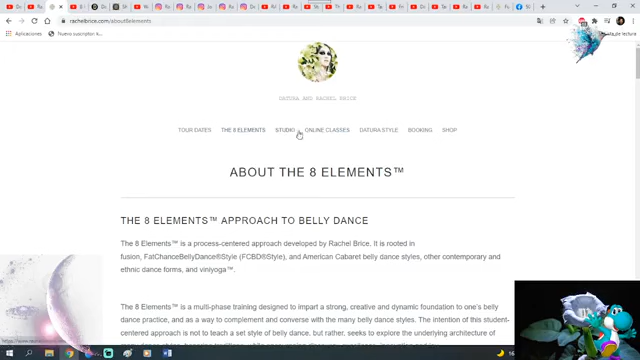 rachelbrice.com/about8elements
Aplicaciones
Nuevo suscriptor
de lectura
DATURA AND RACHEL BRICE
TOUR DATES THE 8 ELEMENTS STUDIO ONLINE CLASSES DATURA STYLE BOOKING SHOP
ABOUT THE 8 ELEMENTS™
THE 8 ELEMENTS™ APPROACH TO BELLY DANCE
The 8 Elements™ is a process-centered approach developed by Rachel Brice. It is rooted in
fusion, FatChanceBellyDance®Style (FCBD®Style), and American Cabaret belly dance styles, other contemporary and
ethnic dance forms, and viniyoga™.
The 8 Elements™ is a multi-phase training designed to impart a strong, creative and dynamic foundation to one's belly
dance practice, and as a way to complement and converse with the many belly dance styles. The intention of this student-
centered approach is not to teach a set style of belly dance, but rather, seeks to explore the underlying architecture of